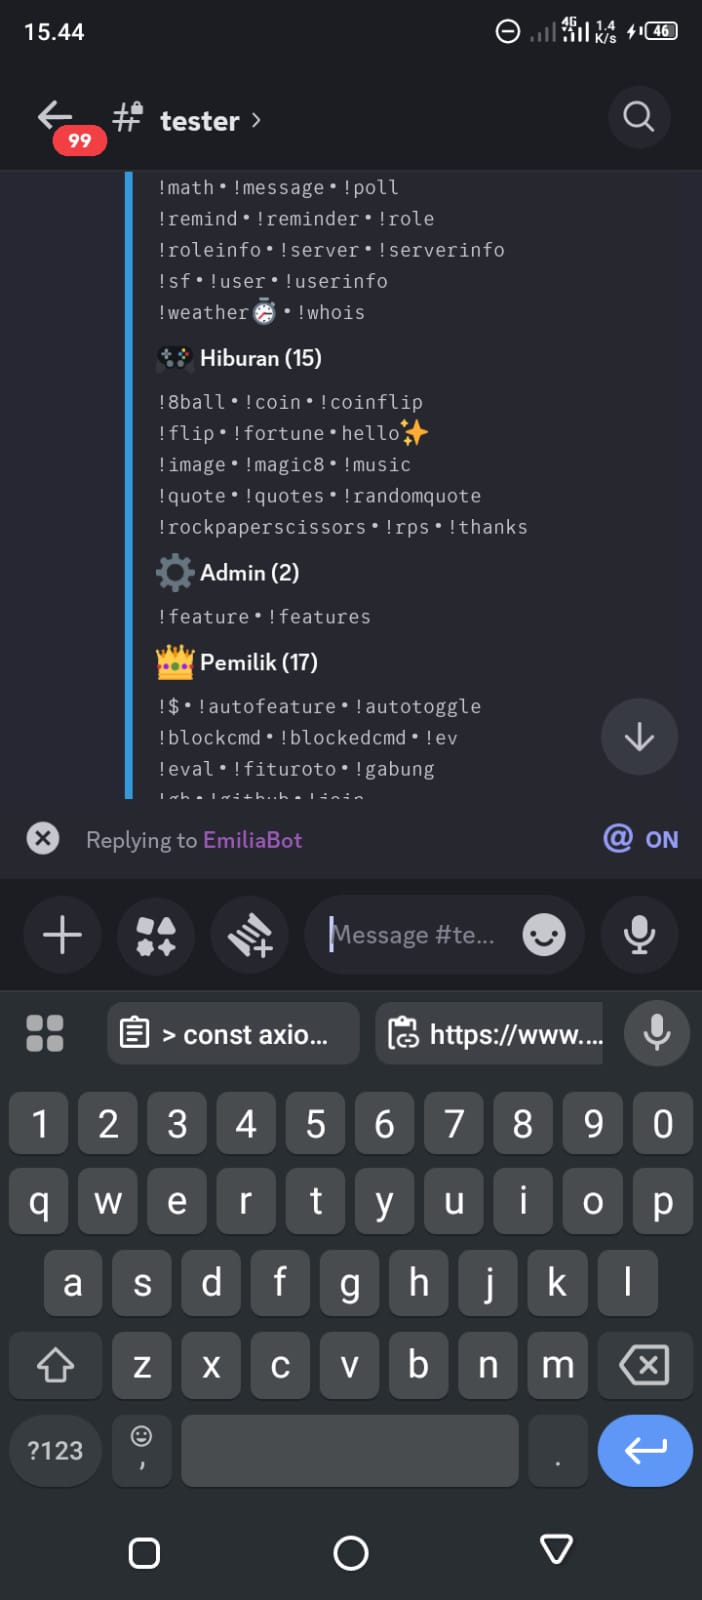 15.44
4G
1.4
K/s
46
99
tester
!math • !message • !poll
!remind • !reminder • !role
!roleinfo • !server • !serverinfo
!sf • !user • !userinfo
!weather⏱️ • !whois
🎮 Hiburan (15)
!8ball • !coin • !coinflip
!flip • !fortune • hello✨
!image • !magic8 • !music
!quote • !quotes • !randomquote
!rockpaperscissors • !rps • !thanks
⚙️ Admin (2)
!feature • !features
👑 Pemilik (17)
!$ • !autofeature • !autotoggle
!blockcmd • !blockedcmd • !ev
!eval • !fituroto • !gabung
!gh • !github • !join
Replying to EmiliaBot
@ ON
Message #te...
> const axio...
https://www....
1 2 3 4 5 6 7 8 9 0
q w e r t y u i o p
a s d f g h j k l
z x c v b n m
?123 , .